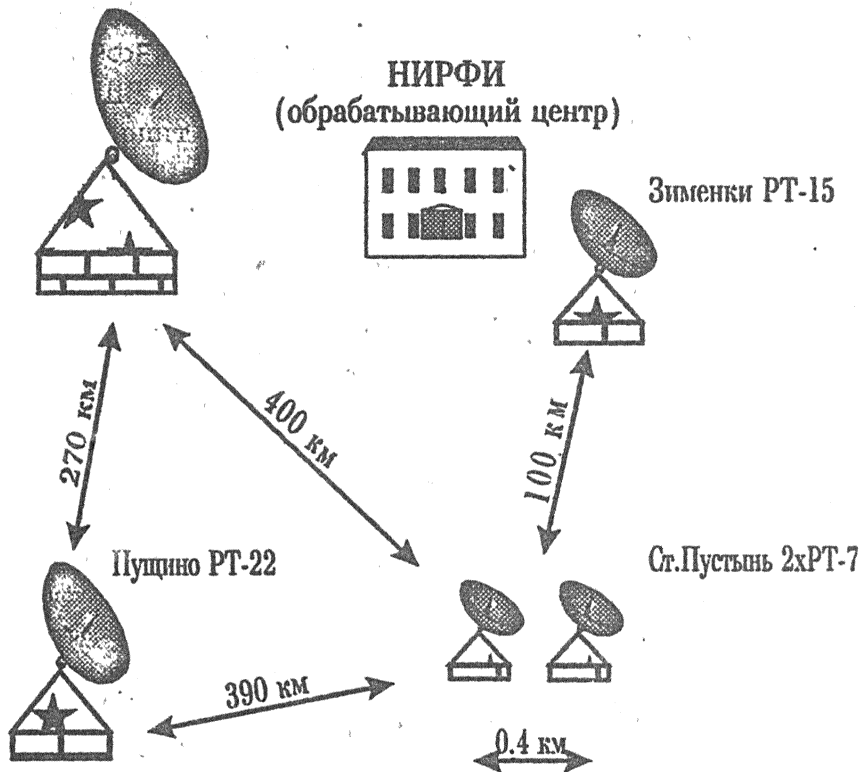 НИРФИ
(обрабатывающий центр)
Зименки РТ-15
270 км
400 км
100 км
Пущино РТ-22
Ст.Пустынь 2хРТ-7
390 км
0.4 км